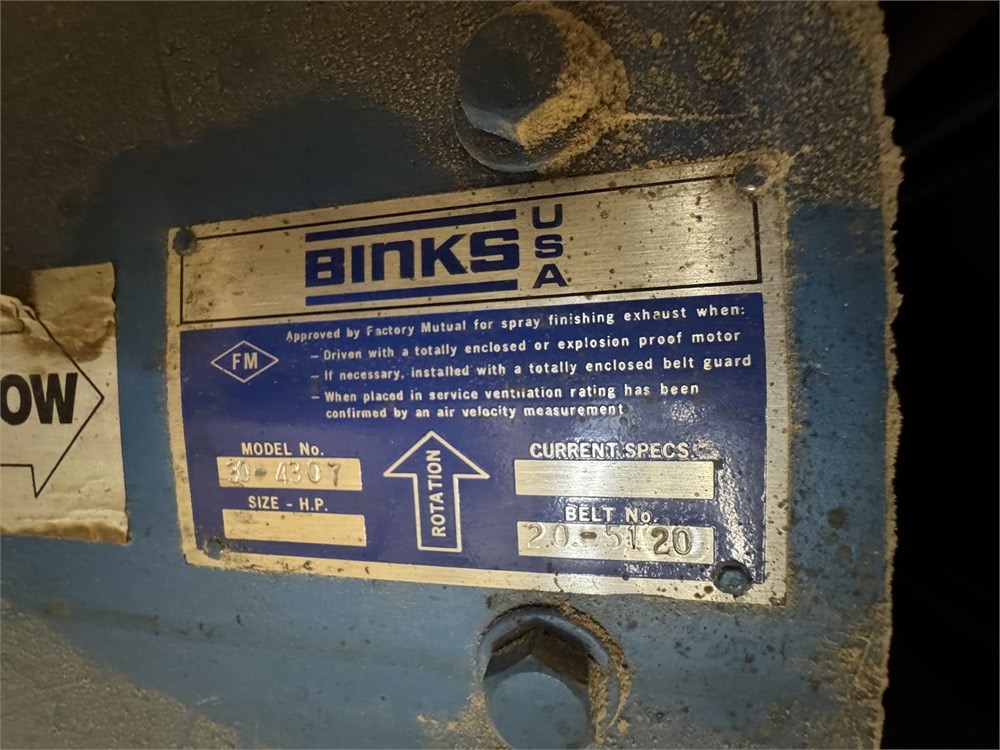 BINKS USA
Approved by Factory Mutual for spray finishing exhaust when:
FM
– Driven with a totally enclosed or explosion proof motor
– If necessary, installed with a totally enclosed belt guard
– When placed in service ventilation rating has been
confirmed by an air velocity measurement
MODEL No.
30-4307
SIZE - H.P.
ROTATION
CURRENT SPECS.
BELT No.
20-5120
OW